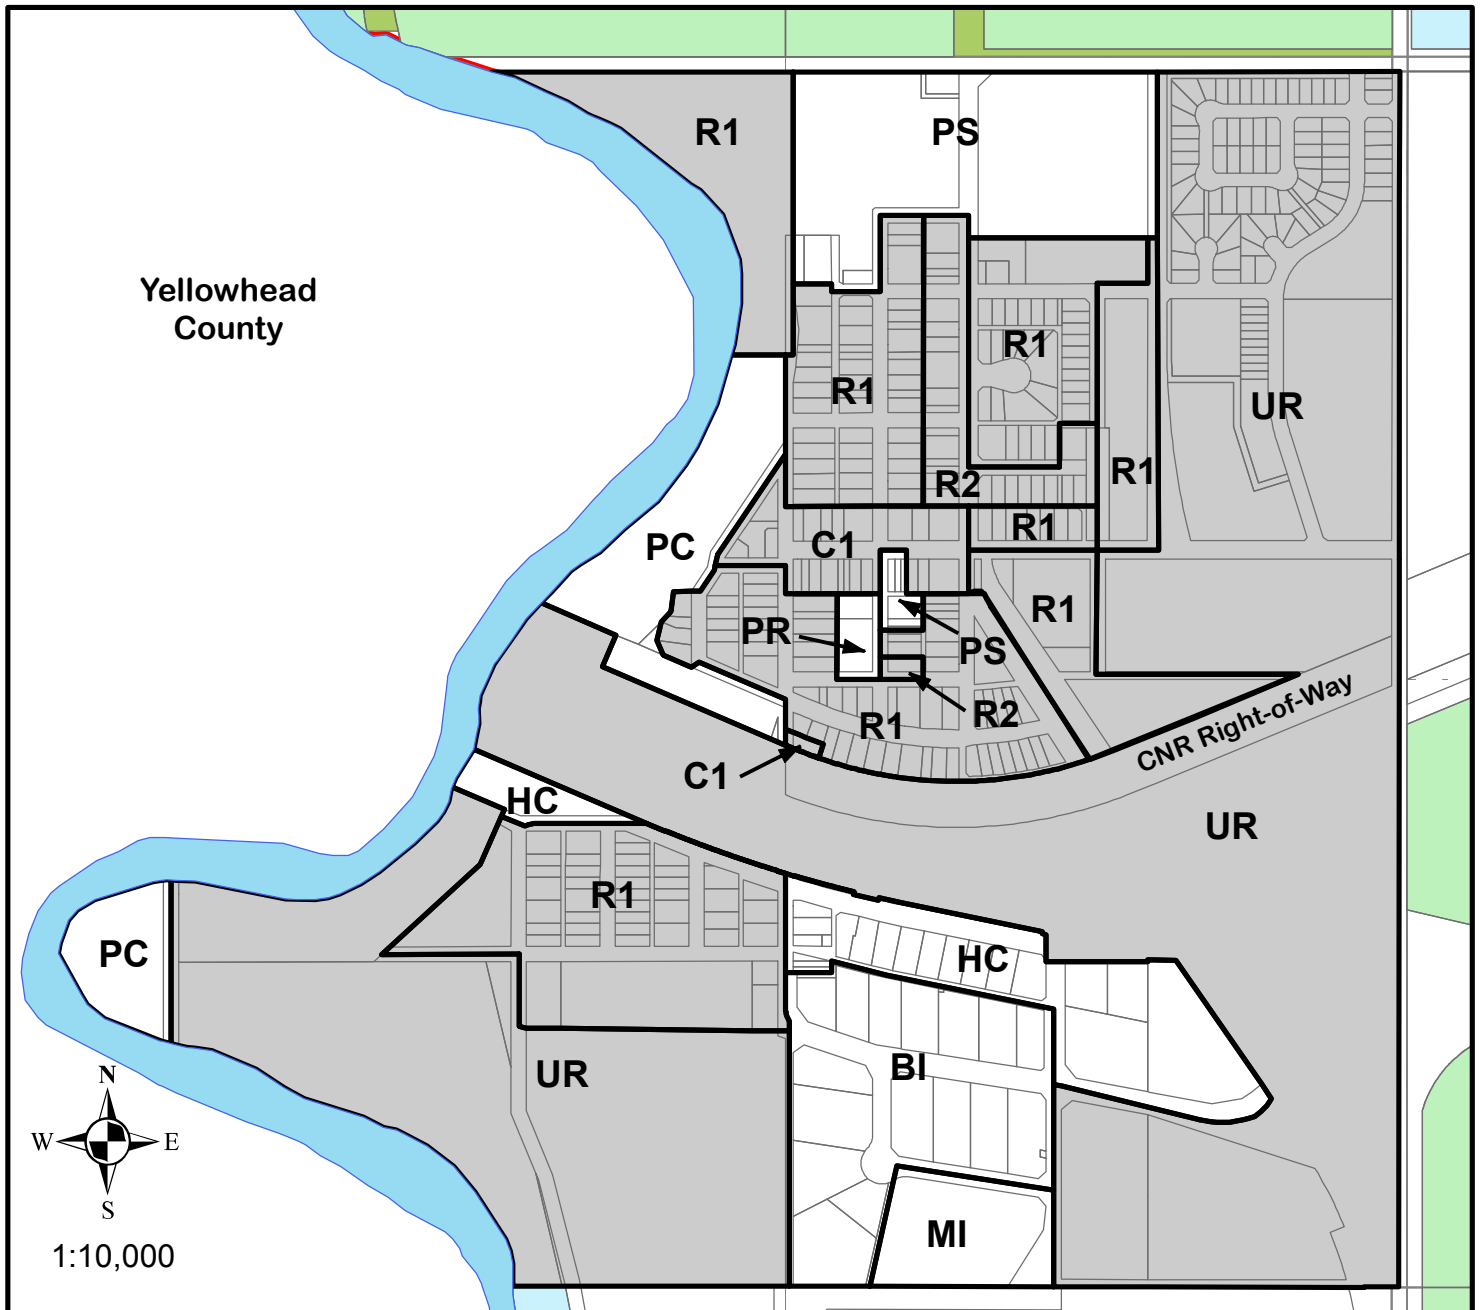 R1
PS
Yellowhead
County
R1
R1
UR
R1
R2
R1
PC
C1
R1
PR
PS
R2
R1
CNR Right-of-Way
C1
HC
UR
R1
PC
HC
BI
UR
N
W E
S
MI
1:10,000